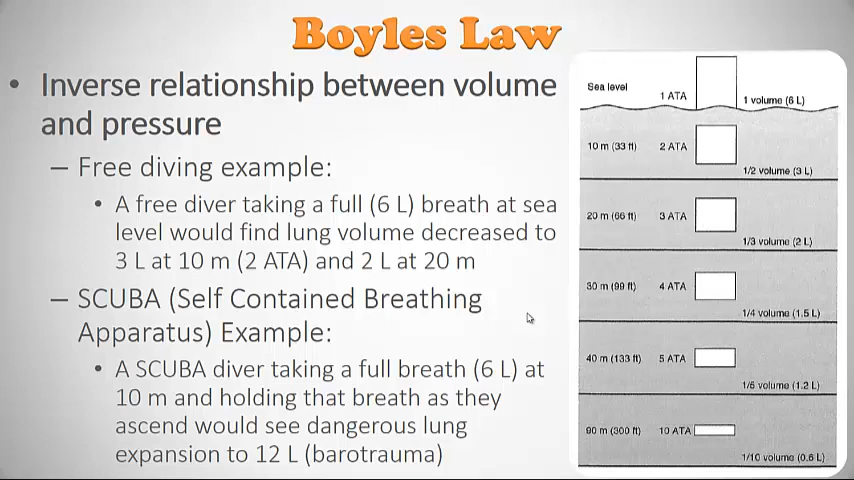 Boyles Law
• Inverse relationship between volume
and pressure
– Free diving example:
• A free diver taking a full (6 L) breath at sea
level would find lung volume decreased to
3 L at 10 m (2 ATA) and 2 L at 20 m
– SCUBA (Self Contained Breathing
Apparatus) Example:
• A SCUBA diver taking a full breath (6 L) at
10 m and holding that breath as they
ascend would see dangerous lung
expansion to 12 L (barotrauma)
Sea level 1 ATA 1 volume (6 L)
10 m (33 ft) 2 ATA
1/2 volume (3 L)
20 m (66 ft) 3 ATA
1/3 volume (2 L)
30 m (99 ft) 4 ATA
1/4 volume (1.5 L)
40 m (133 ft) 5 ATA
1/5 volume (1.2 L)
90 m (300 ft) 10 ATA
1/10 volume (0.6 L)